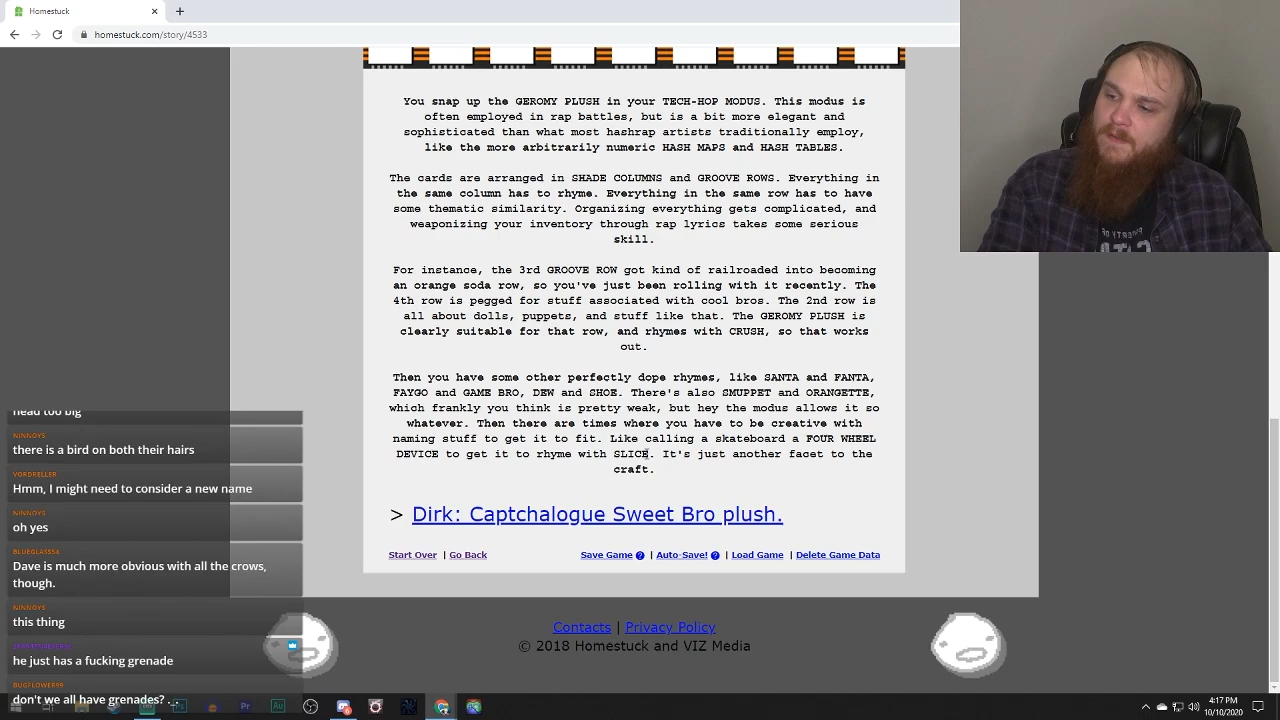 Homestuck
homestuck.com/story/4533
You snap up the GEROMY PLUSH in your TECH-HOP MODUS. This modus is
often employed in rap battles, but is a bit more elegant and
sophisticated than what most hashrap artists traditionally employ,
like the more arbitrarily numeric HASH MAPS and HASH TABLES.
The cards are arranged in SHADE COLUMNS and GROOVE ROWS. Everything in
the same column has to rhyme. Everything in the same row has to have
some thematic similarity. Organizing everything gets complicated, and
weaponizing your inventory through rap lyrics takes some serious
skill.
For instance, the 3rd GROOVE ROW got kind of railroaded into becoming
an orange soda row, so you've just been rolling with it recently. The
4th row is pegged for stuff associated with cool bros. The 2nd row is
all about dolls, puppets, and stuff like that. The GEROMY PLUSH is
clearly suitable for that row, and rhymes with CRUSH, so that works
out.
Then you have some other perfectly dope rhymes, like SANTA and FANTA,
FAYGO and GAME BRO, DEW and SHOE. There's also SMUPPET and ORANGETTE,
which frankly you think is pretty weak, but hey the modus allows it so
whatever. Then there are times where you have to be creative with
naming stuff to get it to fit. Like calling a skateboard a FOUR WHEEL
DEVICE to get it to rhyme with SLICE. It's just another facet to the
craft.
> Dirk: Captchalogue Sweet Bro plush.
Start Over | Go Back Save Game ? | Auto-Save! ? | Load Game | Delete Game Data
Contacts | Privacy Policy
© 2018 Homestuck and VIZ Media
head too big
NINNOYS
there is a bird on both their hairs
VORDRELLER
Hmm, I might need to consider a new name
NINNOYS
oh yes
BLUEGLASS54
Dave is much more obvious with all the crows,
though.
NINNOYS
this thing
he just has a fucking grenade
BUGFLOWER99
don't we all have grenades? ...
4:17 PM
10/10/2020